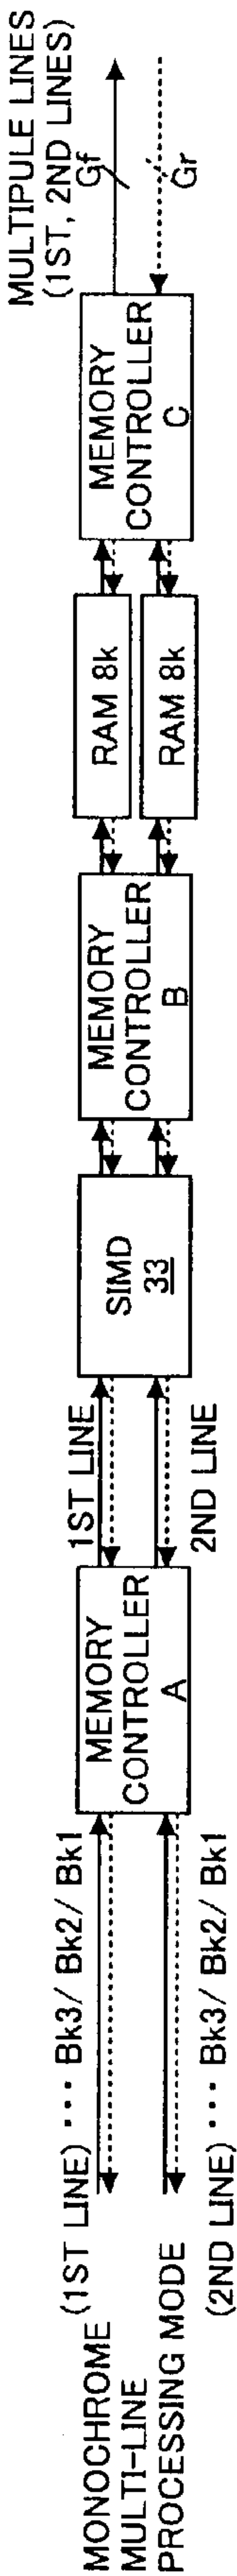 MONOCHROME
MULTI-LINE
PROCESSING MODE
(1ST LINE) ··· Bk3/ Bk2/ Bk1
(2ND LINE) ··· Bk3/ Bk2/ Bk1
MEMORY
CONTROLLER
A
1ST LINE
2ND LINE
SIMD
33
MEMORY
CONTROLLER
B
RAM 8k
RAM 8k
MEMORY
CONTROLLER
C
MULTIPULE LINES
(1ST, 2ND LINES)
Gf
Gr